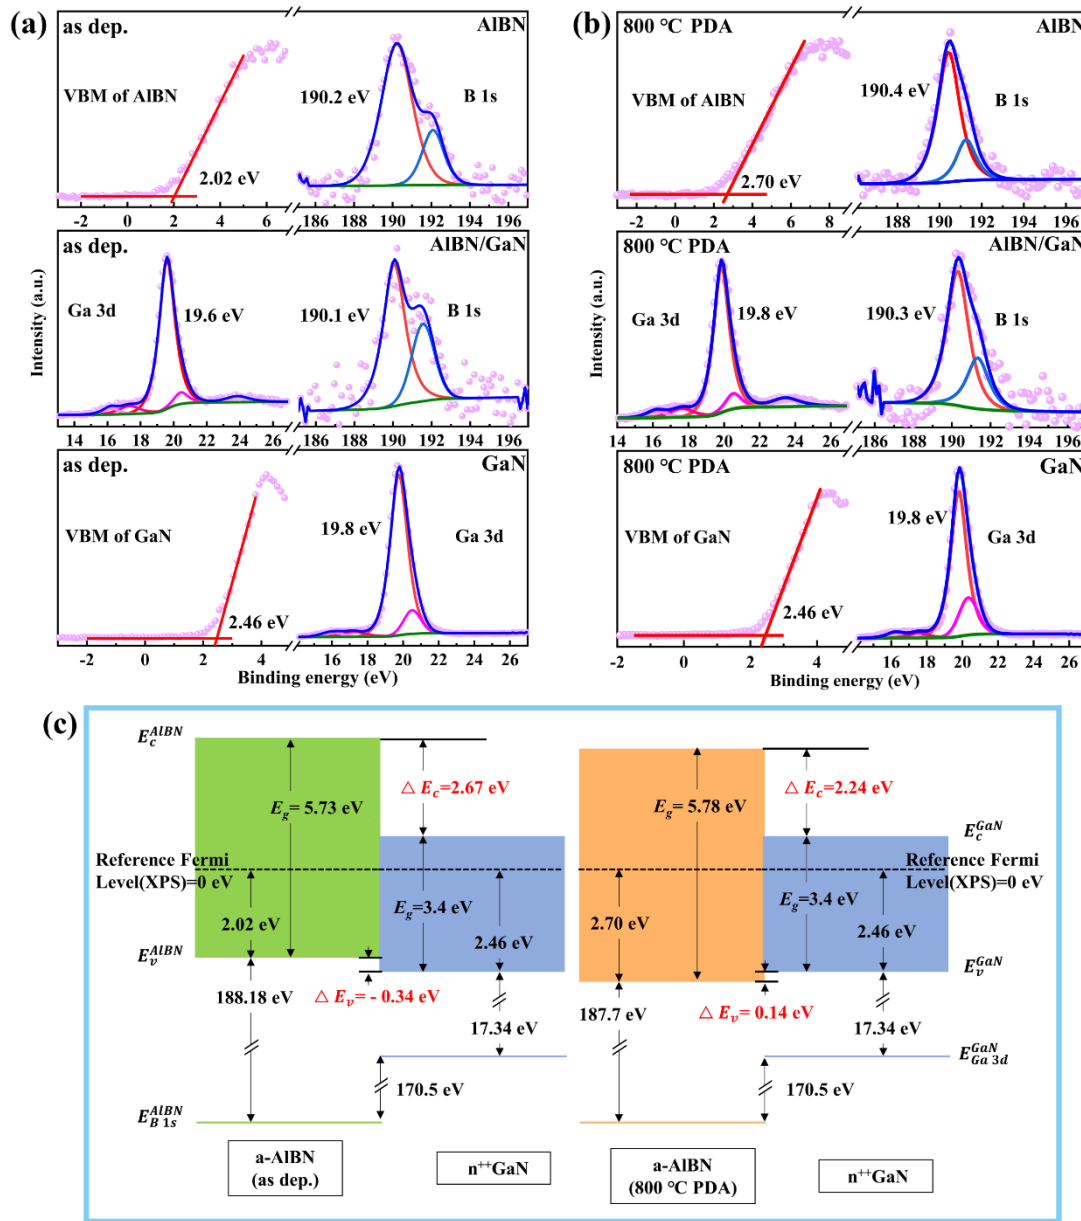 (a)
as dep.
AlBN
VBM of AlBN
190.2 eV
B 1s
2.02 eV
-2 0 2 4 6 186 188 190 192 194 196
as dep.
AlBN/GaN
Ga 3d
19.6 eV
190.1 eV
B 1s
14 16 18 20 22 24 26 186 188 190 192 194 196
as dep.
GaN
VBM of GaN
19.8 eV
Ga 3d
2.46 eV
-2 0 2 4 16 18 20 22 24 26
Intensity (a.u.)
Binding energy (eV)
(b)
800 °C PDA
AlBN
VBM of AlBN
190.4 eV
B 1s
2.70 eV
-2 0 2 4 6 8 188 190 192 194 196
800 °C PDA
AlBN/GaN
Ga 3d
19.8 eV
190.3 eV
B 1s
14 16 18 20 22 24 26 186 188 190 192 194 196
800 °C PDA
GaN
VBM of GaN
19.8 eV
Ga 3d
2.46 eV
-2 0 2 4 16 18 20 22 24 26
Intensity (a.u.)
Binding energy (eV)
(c)
E_c^AlBN
△ E_c=2.67 eV
E_g= 5.73 eV
Reference Fermi
Level(XPS)=0 eV
2.02 eV
E_g=3.4 eV
2.46 eV
E_v^AlBN
△ E_v= - 0.34 eV
188.18 eV
17.34 eV
170.5 eV
E_B 1s^AlBN
a-AlBN
(as dep.)
n++GaN
△ E_c=2.24 eV
E_g= 5.78 eV
E_c^GaN
Reference Fermi
Level(XPS)=0 eV
2.70 eV
E_g=3.4 eV
2.46 eV
E_v^GaN
△ E_v= 0.14 eV
187.7 eV
17.34 eV
E_Ga 3d^GaN
170.5 eV
a-AlBN
(800 °C PDA)
n++GaN